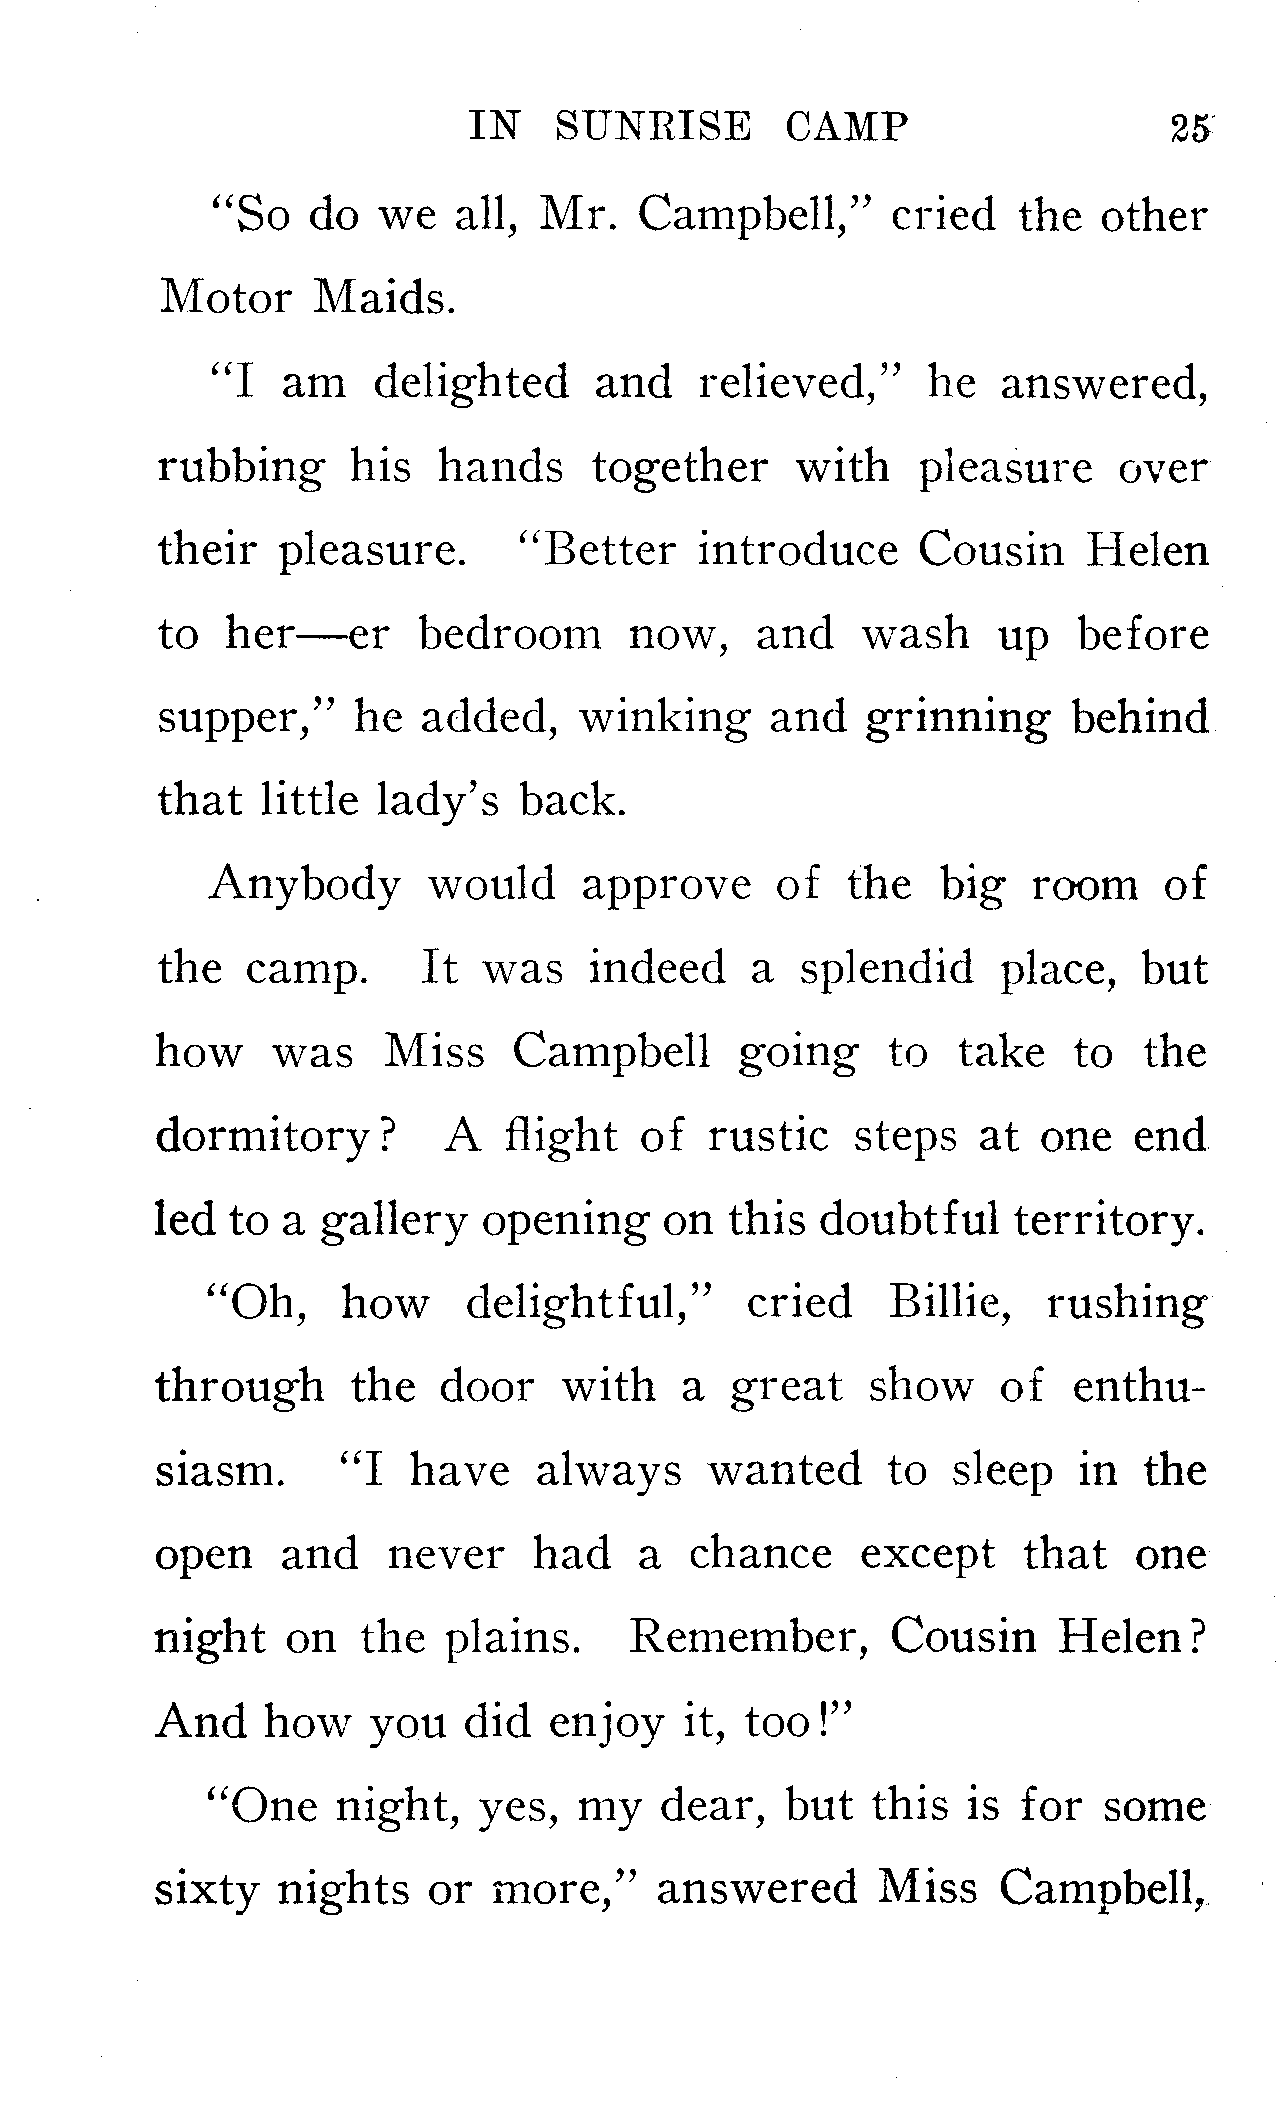 IN SUNRISE CAMP 25
“So do we all, Mr. Campbell,” cried the other
Motor Maids.
“I am delighted and relieved,” he answered,
rubbing his hands together with pleasure over
their pleasure. “Better introduce Cousin Helen
to her—er bedroom now, and wash up before
supper,” he added, winking and grinning behind
that little lady’s back.
Anybody would approve of the big room of
the camp. It was indeed a splendid place, but
how was Miss Campbell going to take to the
dormitory? A flight of rustic steps at one end
led to a gallery opening on this doubtful territory.
“Oh, how delightful,” cried Billie, rushing
through the door with a great show of enthu-
siasm. “I have always wanted to sleep in the
open and never had a chance except that one
night on the plains. Remember, Cousin Helen?
And how you did enjoy it, too!”
“One night, yes, my dear, but this is for some
sixty nights or more,” answered Miss Campbell,